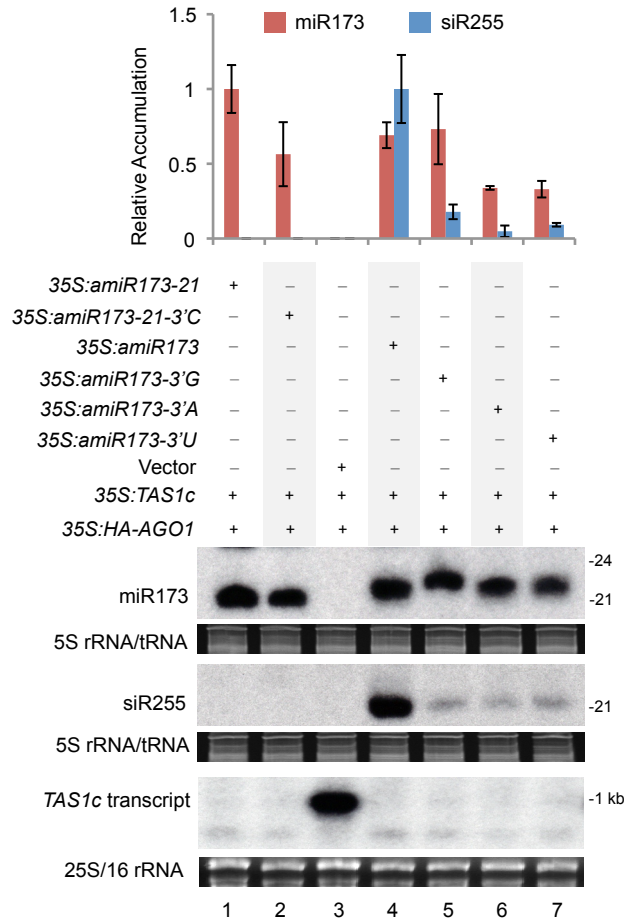 1.5
miR173 siR255
1
0.5
0
Relative Accumulation
35S:amiR173-21 + – – – – – –
35S:amiR173-21-3'C – + – – – – –
35S:amiR173 – – – + – – –
35S:amiR173-3'G – – – – + – –
35S:amiR173-3'A – – – – – + –
35S:amiR173-3'U – – – – – – +
Vector – – + – – – –
35S:TAS1c + + + + + + +
35S:HA-AGO1 + + + + + + +
-24
miR173 -21
5S rRNA/tRNA
siR255 -21
5S rRNA/tRNA
TAS1c transcript -1 kb
25S/16 rRNA
1 2 3 4 5 6 7